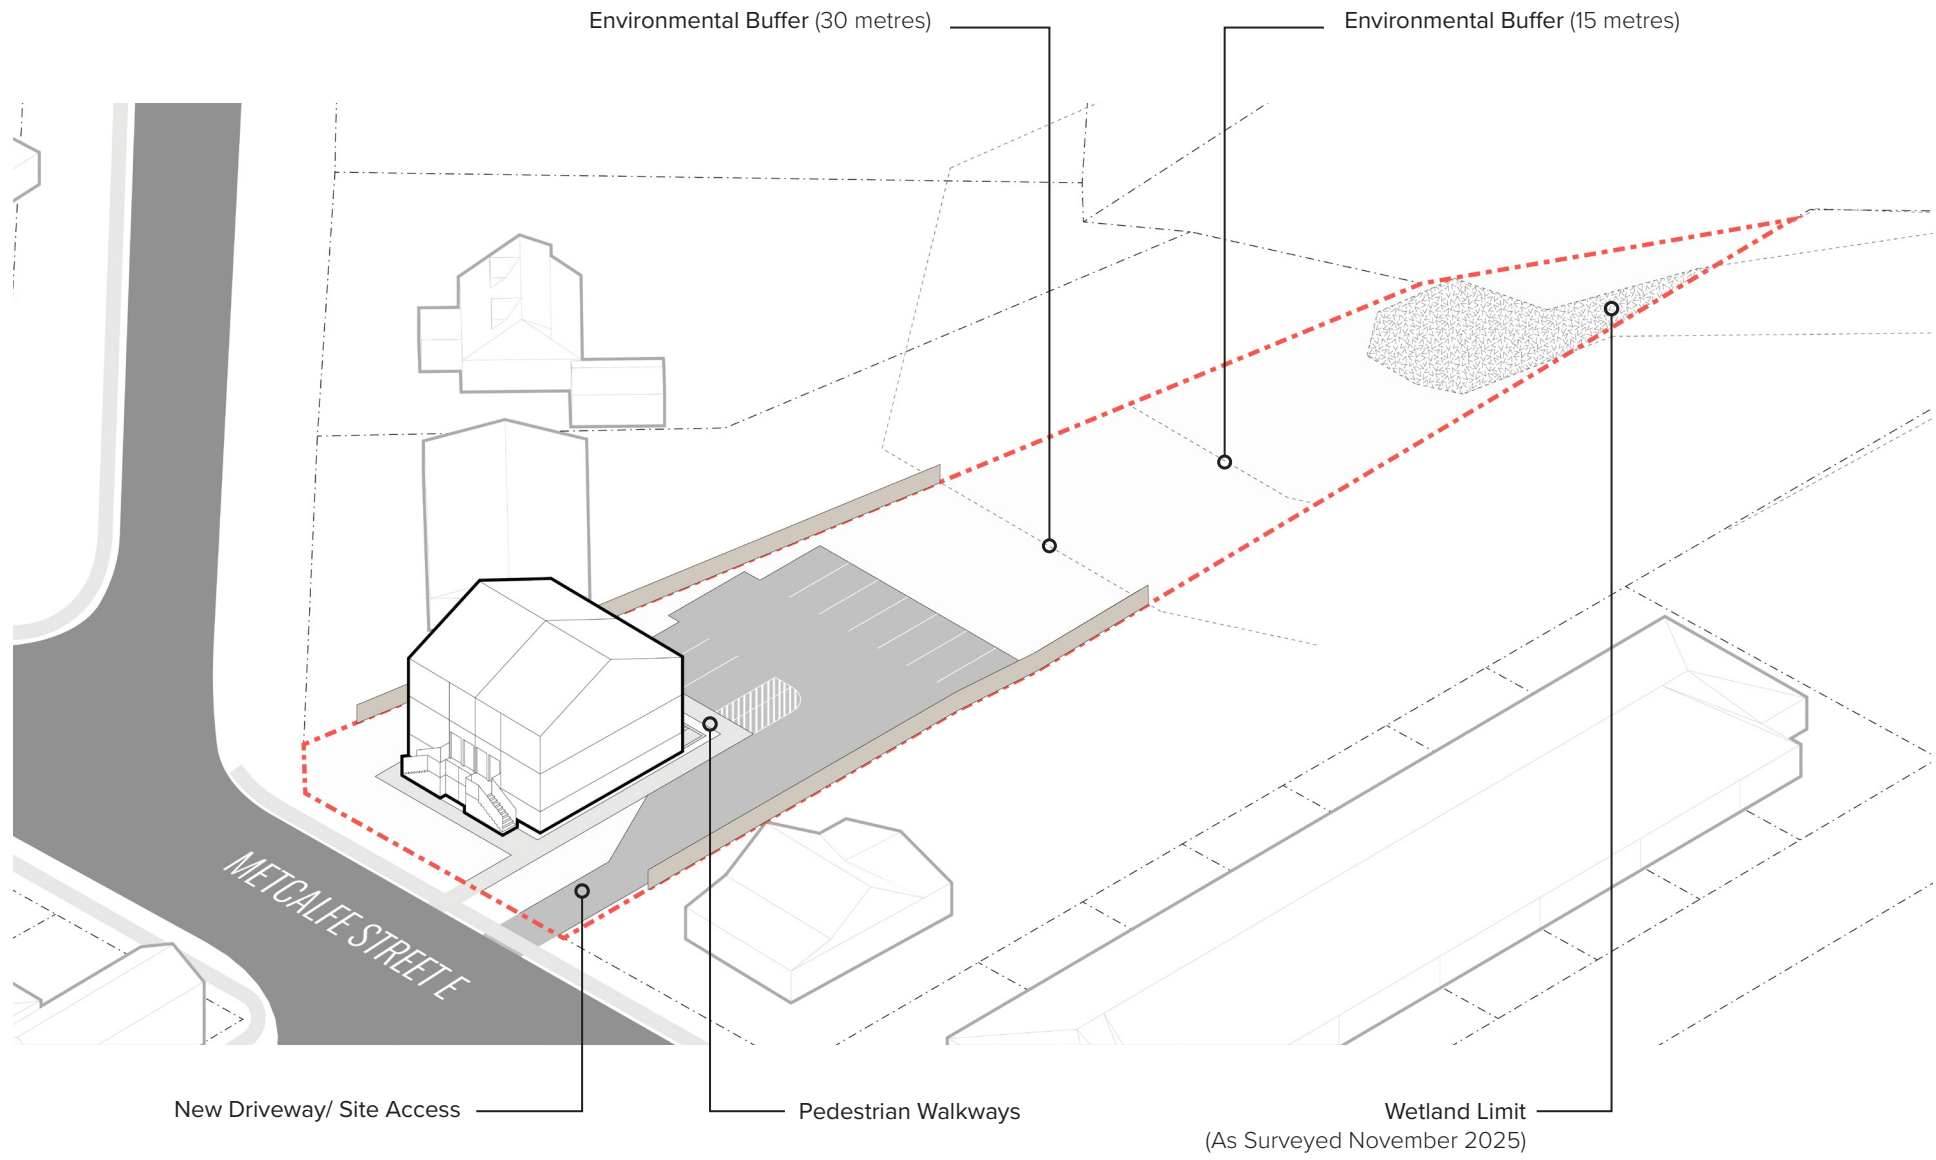 Environmental Buffer (30 metres)
Environmental Buffer (15 metres)
METCALFE STREET E
New Driveway/ Site Access
Pedestrian Walkways
Wetland Limit
(As Surveyed November 2025)